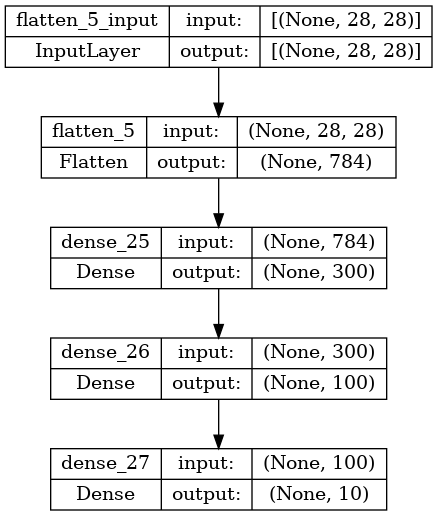 flatten_5_input input: [(None, 28, 28)]
InputLayer output: [(None, 28, 28)]
flatten_5 input: (None, 28, 28)
Flatten output: (None, 784)
dense_25 input: (None, 784)
Dense output: (None, 300)
dense_26 input: (None, 300)
Dense output: (None, 100)
dense_27 input: (None, 100)
Dense output: (None, 10)